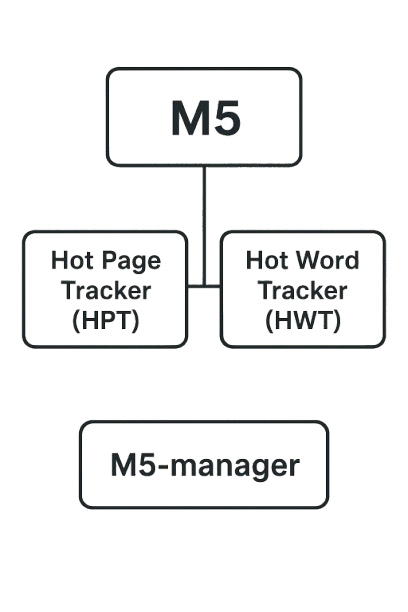 M5
Hot Page
Tracker
(HPT)
Hot Word
Tracker
(HWT)
M5-manager